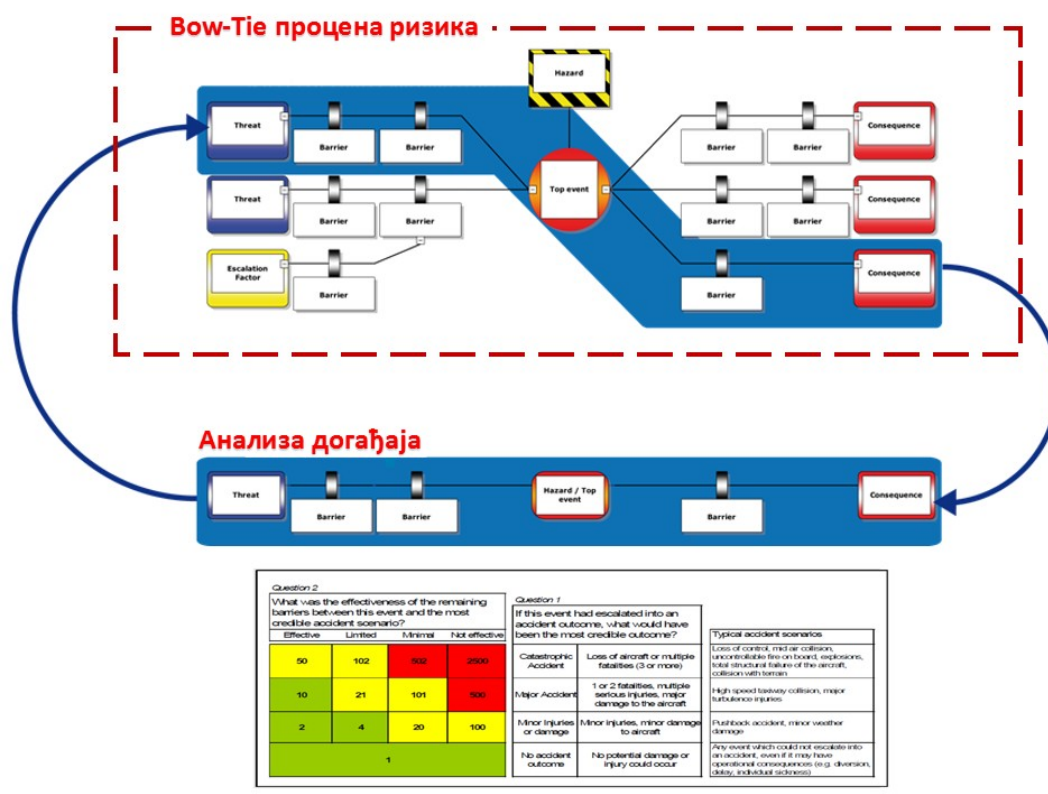 Bow-Tie процена ризика
Hazard
Threat
Barrier
Barrier
Top event
Barrier
Barrier
Consequence
Threat
Barrier
Barrier
Barrier
Barrier
Consequence
Escalation
Factor
Barrier
Barrier
Consequence
Анализа догађаја
Threat
Barrier
Barrier
Hazard / Top
event
Barrier
Consequence
Question 2
What was the effectiveness of the remaining
barriers between this event and the most
credible accident scenario?
Effective Limited Minimal Not effective
Question 1
If this event had escalated into an
accident outcome, what would have
been the most credible outcome?
Typical accident scenarios
50 102 502 2500
Catastrophic
Accident
Loss of aircraft or multiple
fatalities (3 or more)
Loss of control, mid air collision,
uncontrollable fire on board, explosions,
total structural failure of the aircraft,
collision with terrain
10 21 101 500
Major Accident
1 or 2 fatalities, multiple
serious injuries, major
damage to the aircraft
High speed taxiway collision, major
turbulence injuries
2 4 20 100
Minor Injuries
or damage
Minor injuries, minor damage
to aircraft
Pushback accident, minor weather
damage
1
No accident
outcome
No potential damage or
injury could occur
Any event which could not escalate into
an accident, even if it may have
operational consequences (e.g. diversion,
delay, individual sickness)